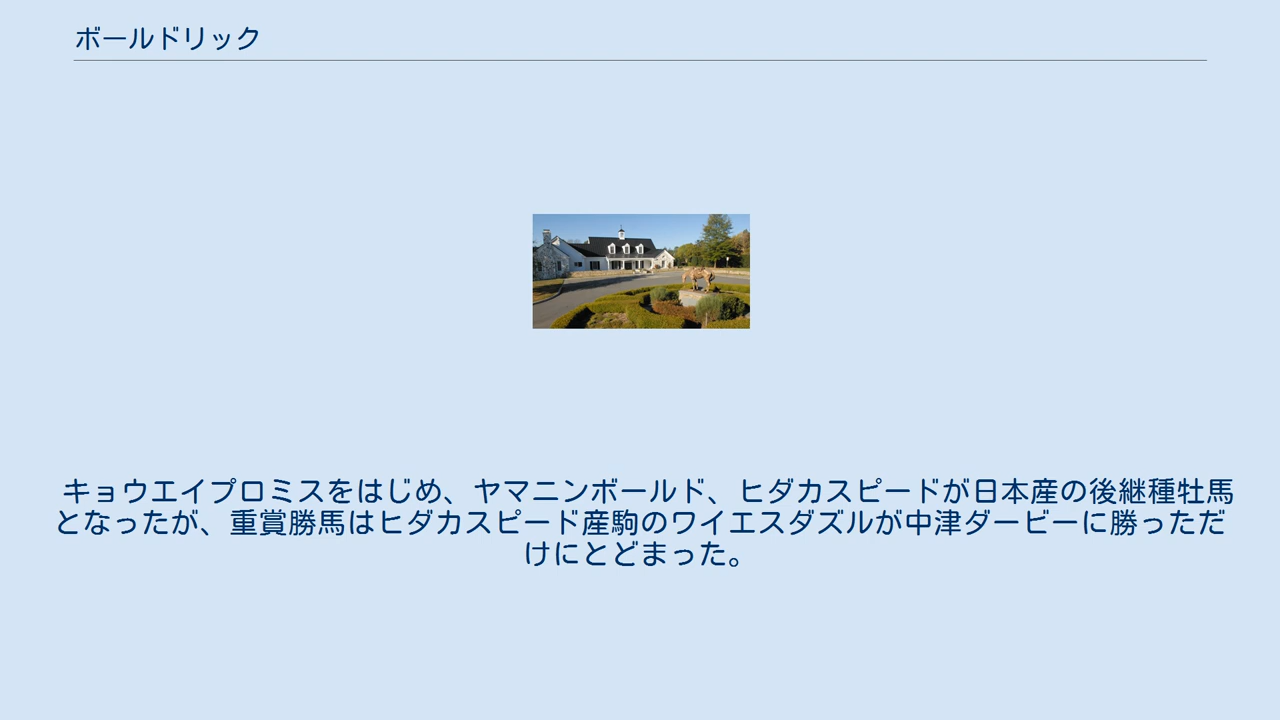 ボールドリック
キョウエイプロミスをはじめ、ヤマニンボールド、ヒダカスピードが日本産の後継種牡馬
となったが、重賞勝馬はヒダカスピード産駒のワイエスダズルが中津ダービーに勝っただ
けにとどまった。